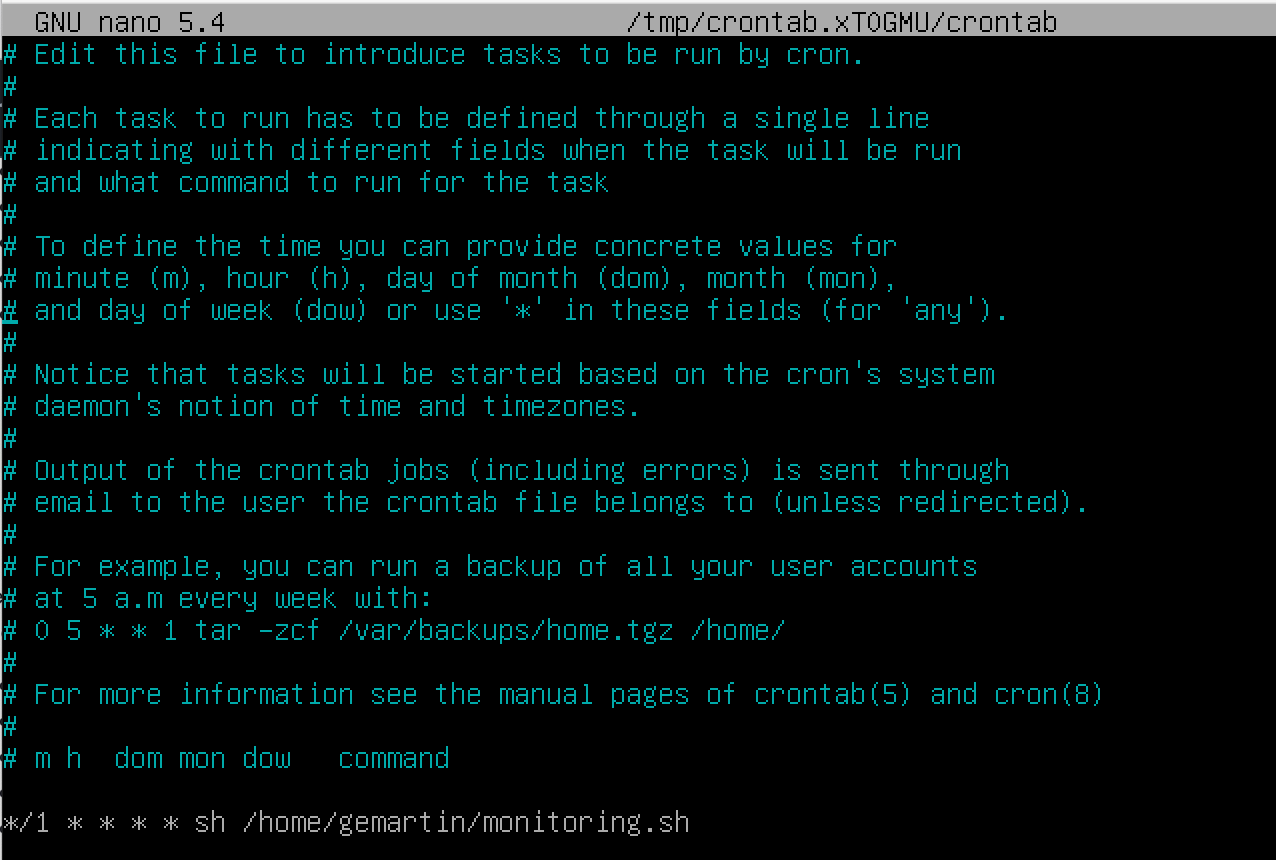 GNU nano 5.4 /tmp/crontab.xTOGMU/crontab
# Edit this file to introduce tasks to be run by cron.
#
# Each task to run has to be defined through a single line
# indicating with different fields when the task will be run
# and what command to run for the task
#
# To define the time you can provide concrete values for
# minute (m), hour (h), day of month (dom), month (mon),
# and day of week (dow) or use '*' in these fields (for 'any').
#
# Notice that tasks will be started based on the cron's system
# daemon's notion of time and timezones.
#
# Output of the crontab jobs (including errors) is sent through
# email to the user the crontab file belongs to (unless redirected).
#
# For example, you can run a backup of all your user accounts
# at 5 a.m every week with:
# 0 5 * * 1 tar -zcf /var/backups/home.tgz /home/
#
# For more information see the manual pages of crontab(5) and cron(8)
#
# m h  dom mon dow   command
*/1 * * * * sh /home/gemartin/monitoring.sh